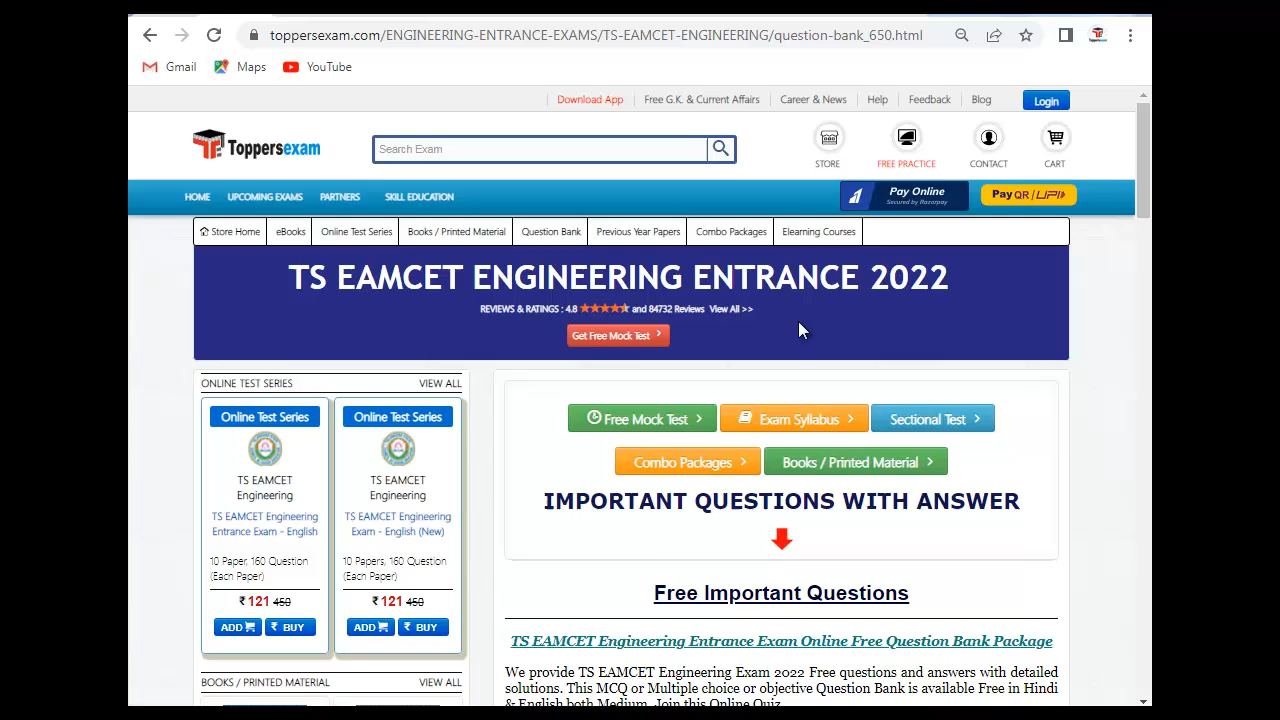 toppersexam.com/ENGINEERING-ENTRANCE-EXAMS/TS-EAMCET-ENGINEERING/question-bank_650.html
Gmail Maps YouTube
Download App Free G.K. & Current Affairs Career & News Help Feedback Blog Login
Toppersexam Search Exam
STORE FREE PRACTICE CONTACT CART
HOME UPCOMING EXAMS PARTNERS SKILL EDUCATION
Pay Online
Secured by Razorpay
Pay QR / UPI
Store Home eBooks Online Test Series Books / Printed Material Question Bank Previous Year Papers Combo Packages Elearning Courses
TS EAMCET ENGINEERING ENTRANCE 2022
REVIEWS & RATINGS : 4.8 and 84732 Reviews View All >>
Get Free Mock Test
ONLINE TEST SERIES VIEW ALL
Online Test Series
TS EAMCET
Engineering
TS EAMCET Engineering
Entrance Exam - English
10 Paper, 160 Question
(Each Paper)
₹ 121 450
ADD ₹ BUY
Online Test Series
TS EAMCET
Engineering
TS EAMCET Engineering
Exam - English (New)
10 Papers, 160 Question
(Each Paper)
₹ 121 450
ADD ₹ BUY
BOOKS / PRINTED MATERIAL VIEW ALL
Free Mock Test Exam Syllabus Sectional Test
Combo Packages Books / Printed Material
IMPORTANT QUESTIONS WITH ANSWER
Free Important Questions
TS EAMCET Engineering Entrance Exam Online Free Question Bank Package
We provide TS EAMCET Engineering Exam 2022 Free questions and answers with detailed
solutions. This MCQ or Multiple choice or objective Question Bank is available Free in Hindi
& English both Medium. Join this Online Quiz